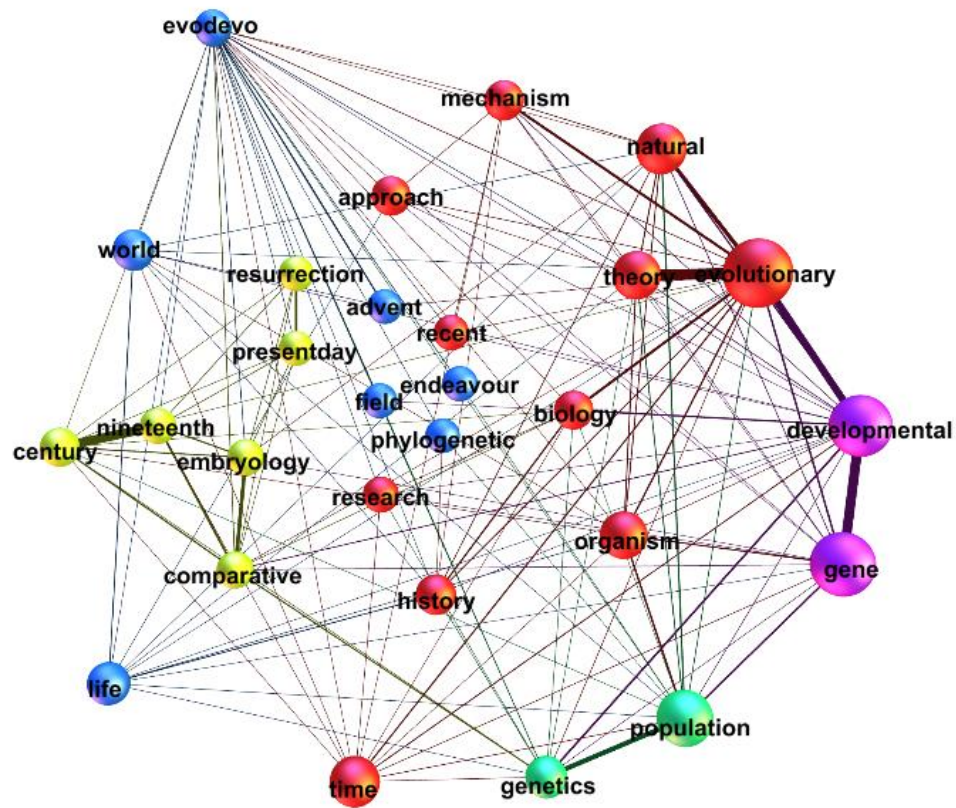 evodevo
mechanism
natural
approach
world
resurrection
theory
evolutionary
advent
recent
presentday
endeavour
field
biology
nineteenth
developmental
century
phylogenetic
embryology
research
organism
comparative
gene
history
life
population
time
genetics